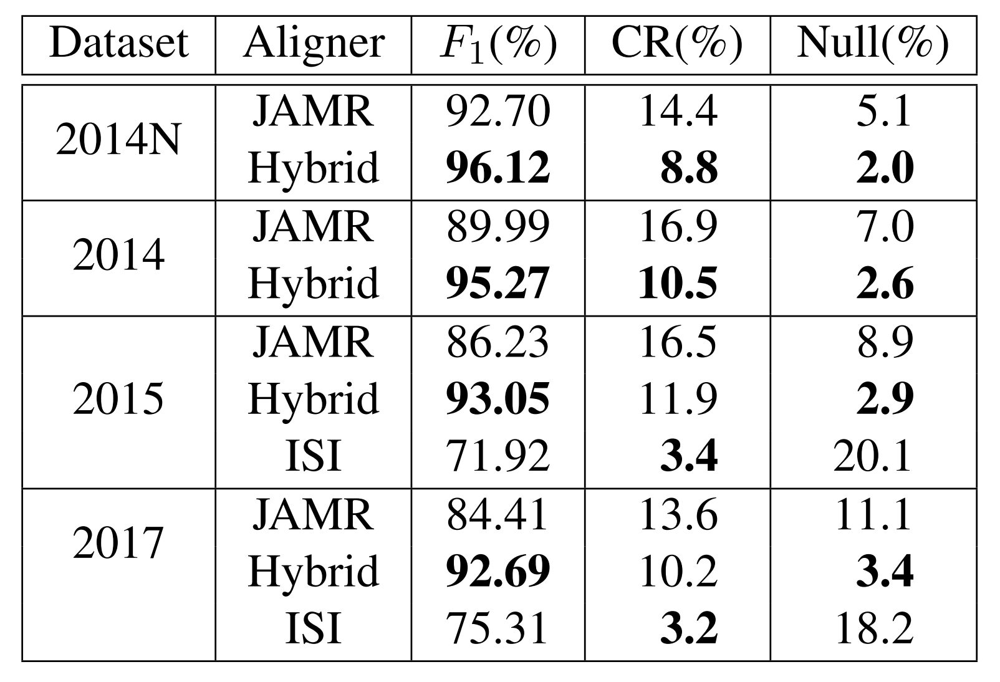 Dataset Aligner F1(%) CR(%) Null(%)
2014N JAMR 92.70 14.4 5.1
Hybrid 96.12 8.8 2.0
2014 JAMR 89.99 16.9 7.0
Hybrid 95.27 10.5 2.6
JAMR 86.23 16.5 8.9
2015 Hybrid 93.05 11.9 2.9
ISI 71.92 3.4 20.1
2017 JAMR 84.41 13.6 11.1
Hybrid 92.69 10.2 3.4
ISI 75.31 3.2 18.2